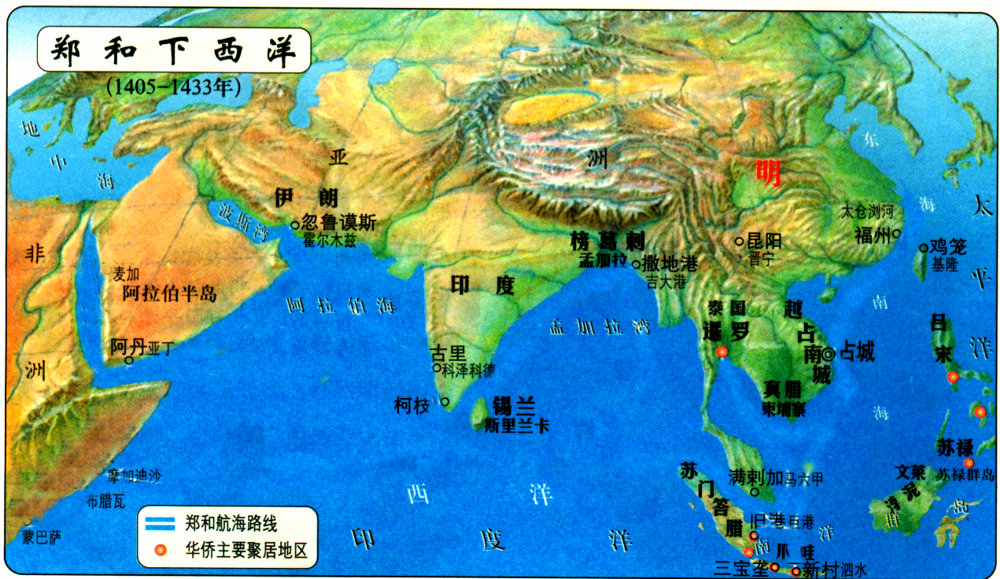 郑和下西洋
(1405-1433年)
地中海
亚洲
明
东海
太平洋
伊朗
波斯湾
忽鲁谟斯
霍尔木兹
太仓浏河
福州
鸡笼
基隆
非洲
麦加
阿拉伯半岛
阿拉伯海
榜葛剌
孟加拉
撒地港
吉大港
昆阳
晋宁
印度
孟加拉湾
泰国
暹罗
越南
占城
占城
南海
吕宋
阿丹亚丁
古里
科泽科德
柯枝
锡兰
斯里兰卡
真腊
柬埔寨
苏禄
苏禄群岛
文莱
浡泥
摩加迪沙
布腊瓦
蒙巴萨
西洋
印度洋
苏门答腊
满剌加马六甲
旧港巨港
南洋群岛
爪哇
三宝垄
新村泗水
郑和航海路线
华侨主要聚居地区